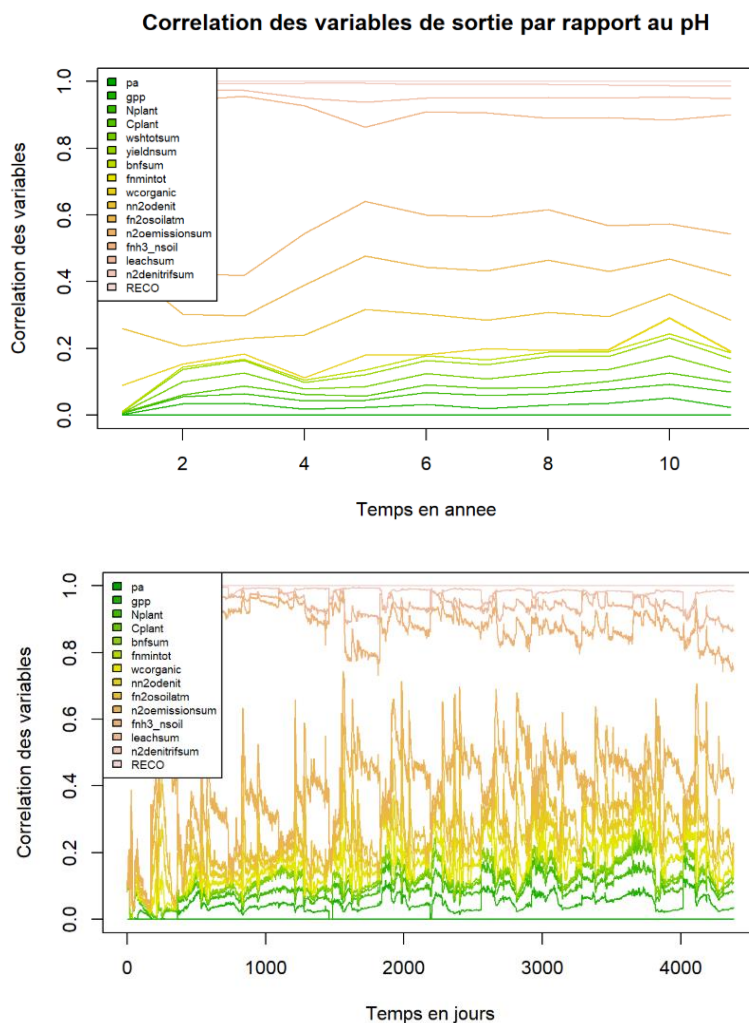 Correlation des variables de sortie par rapport au pH
Correlation des variables
1.0
0.8
0.6
0.4
0.2
0.0
pa
gpp
Nplant
Cplant
wshtotsum
yieldnsum
bnfsum
fnmintot
wcorganic
nn2odenit
fn2osoilatm
n2oemissionsum
fnh3_nsoil
leachsum
n2denitrifsum
RECO
2 4 6 8 10
Temps en annee
Correlation des variables
1.0
0.8
0.6
0.4
0.2
0.0
pa
gpp
Nplant
Cplant
bnfsum
fnmintot
wcorganic
nn2odenit
fn2osoilatm
n2oemissionsum
fnh3_nsoil
leachsum
n2denitrifsum
RECO
0 1000 2000 3000 4000
Temps en jours